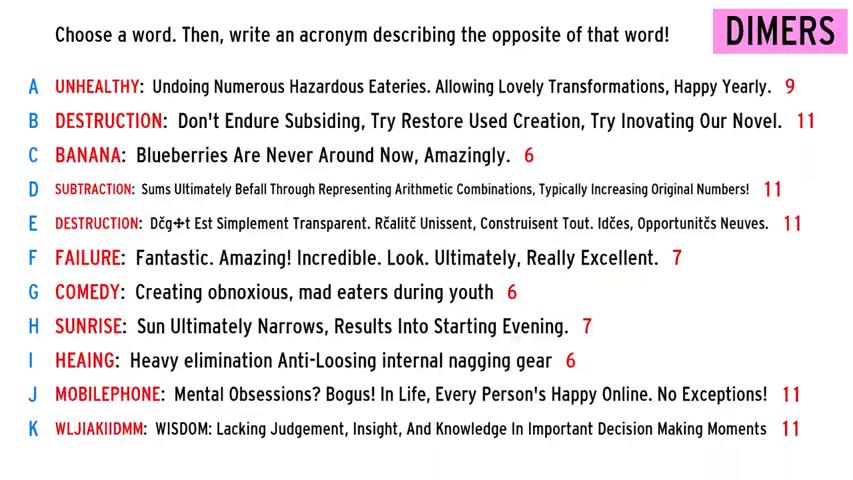 Choose a word. Then, write an acronym describing the opposite of that word!
DIMERS
A UNHEALTHY: Undoing Numerous Hazardous Eateries. Allowing Lovely Transformations, Happy Yearly. 9
B DESTRUCTION: Don't Endure Subsiding, Try Restore Used Creation, Try Inovating Our Novel. 11
C BANANA: Blueberries Are Never Around Now, Amazingly. 6
D SUBTRACTION: Sums Ultimately Befall Through Representing Arithmetic Combinations, Typically Increasing Original Numbers! 11
E DESTRUCTION: Dčg✢t Est Simplement Transparent. Rčalitč Unissent, Construisent Tout. Idčes, Opportunitčs Neuves. 11
F FAILURE: Fantastic. Amazing! Incredible. Look. Ultimately, Really Excellent. 7
G COMEDY: Creating obnoxious, mad eaters during youth 6
H SUNRISE: Sun Ultimately Narrows, Results Into Starting Evening. 7
I HEAING: Heavy elimination Anti-Loosing internal nagging gear 6
J MOBILEPHONE: Mental Obsessions? Bogus! In Life, Every Person's Happy Online. No Exceptions! 11
K WLJIAKIIDMM: WISDOM: Lacking Judgement, Insight, And Knowledge In Important Decision Making Moments 11